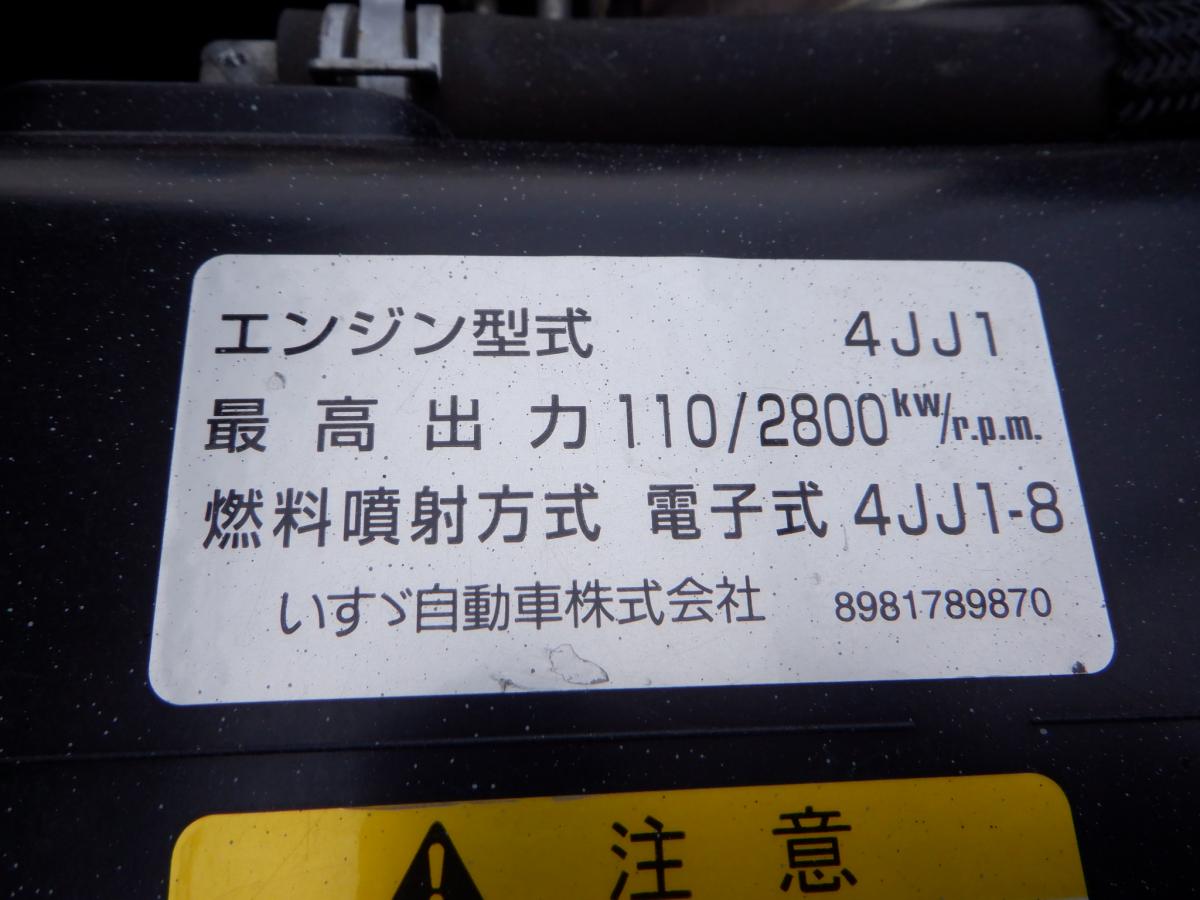 エンジン型式 4JJ1
最高出力 110/2800kW/r.p.m.
燃料噴射方式 電子式 4JJ1-8
いすゞ自動車株式会社 8981789870
注意